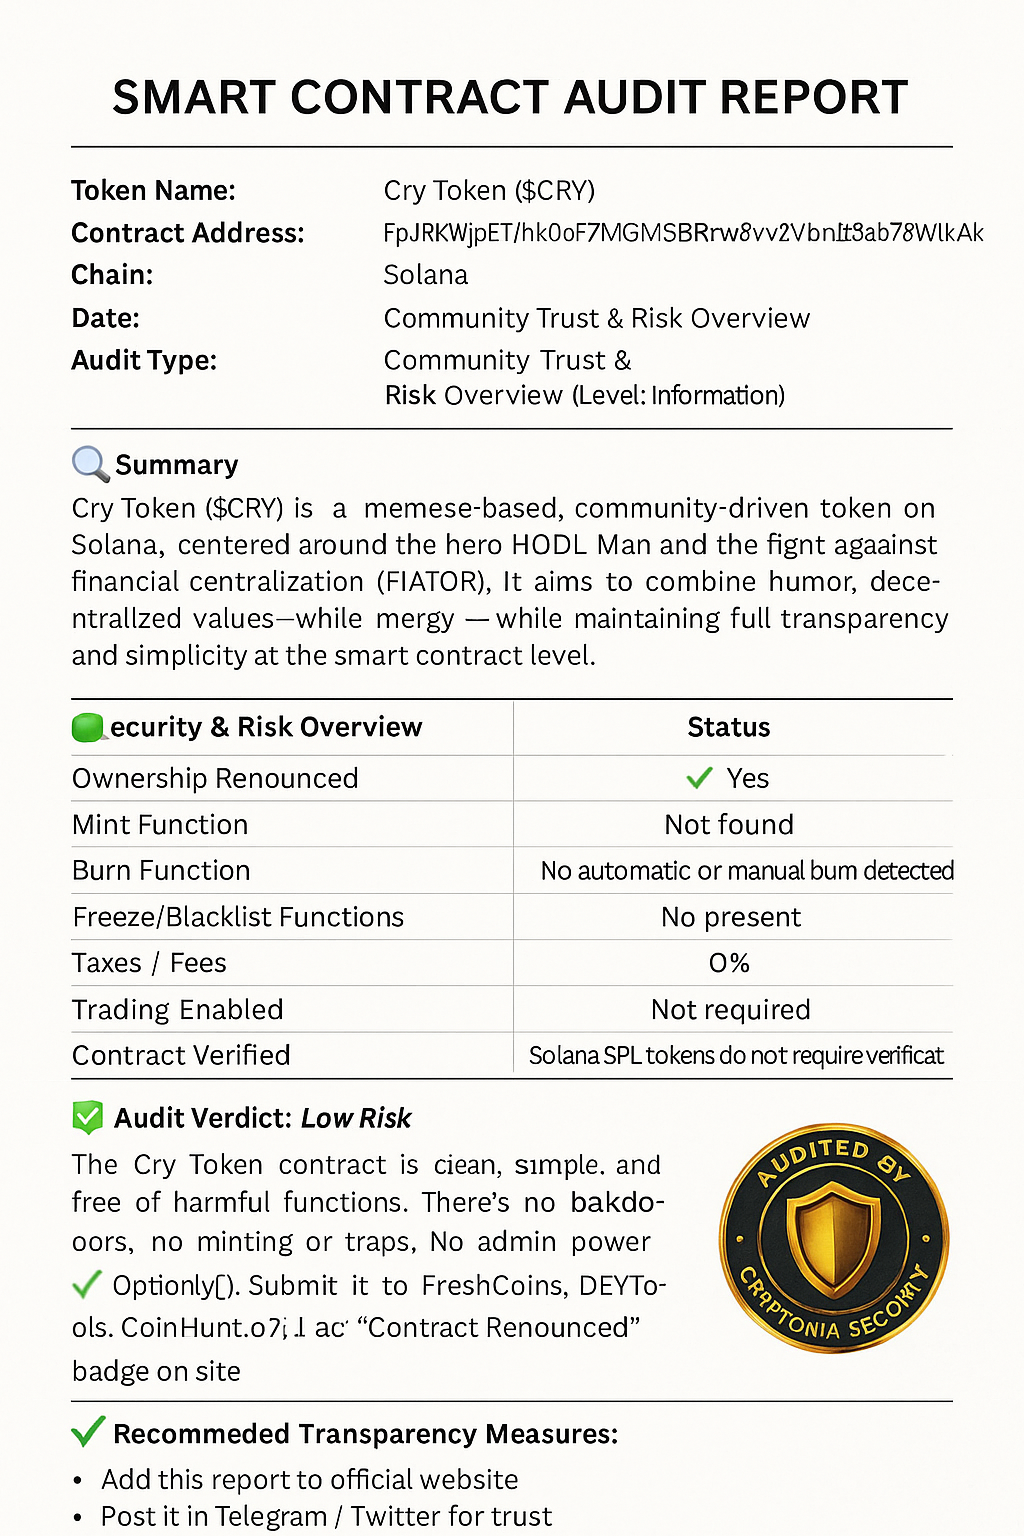 SMART CONTRACT AUDIT REPORT
Token Name: Cry Token ($CRY)
Contract Address: FpJRKWjpET/hk0oF7MGMSBRrw8vv2VbnIt3ab78WlkAk
Chain: Solana
Date: Community Trust & Risk Overview
Audit Type: Community Trust &
Risk Overview (Level: Information)
Summary
Cry Token ($CRY) is a memese-based, community-driven token on
Solana, centered around the hero HODL Man and the fignt agaainst
financial centralization (FIATOR), It aims to combine humor, dece-
ntrallzed values—while mergy — while maintaining full transparency
and simplicity at the smart contract level.
ecurity & Risk Overview Status
Ownership Renounced ✓ Yes
Mint Function Not found
Burn Function No automatic or manual bum detected
Freeze/Blacklist Functions No present
Taxes / Fees 0%
Trading Enabled Not required
Contract Verified Solana SPL tokens do not require verificat
Audit Verdict: Low Risk
The Cry Token contract is ciean, sımple. and
free of harmful functions. There's no bakdo-
oors, no minting or traps, No admin power
✓ Optionly[). Submit it to FreshCoins, DEYTo-
ols. CoinHunt. "Contract Renounced"
badge on site
AUDITED BY
CRYPTONIA
✓ Recommeded Transparency Measures:
• Add this report to official website
• Post it in Telegram / Twitter for trust